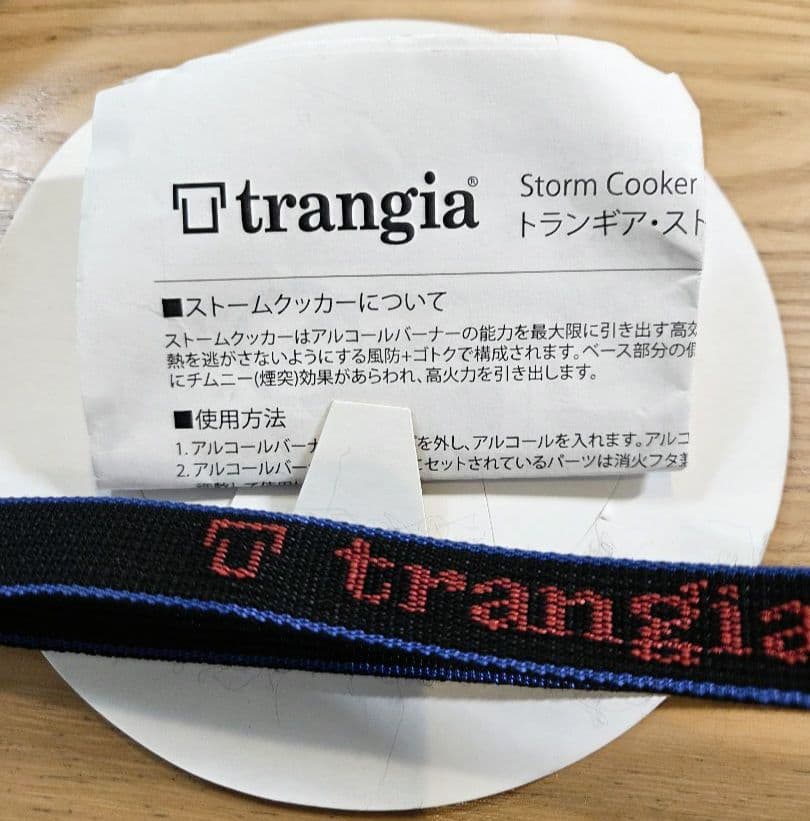 trangia®
Storm Cooker
トランギア・スト
■ストームクッカーについて
ストームクッカーはアルコールバーナーの能力を最大限に引き出す高効
熱を逃がさないようにする風防+ゴトクで構成されます。ベース部分の
にチムニー(煙突)効果があらわれ、高火力を引き出します。
■使用方法
1. アルコールバーナ を外し、アルコールを入れます。アルコ
2. アルコールバー セットされているパーツは消火フタ
trangia